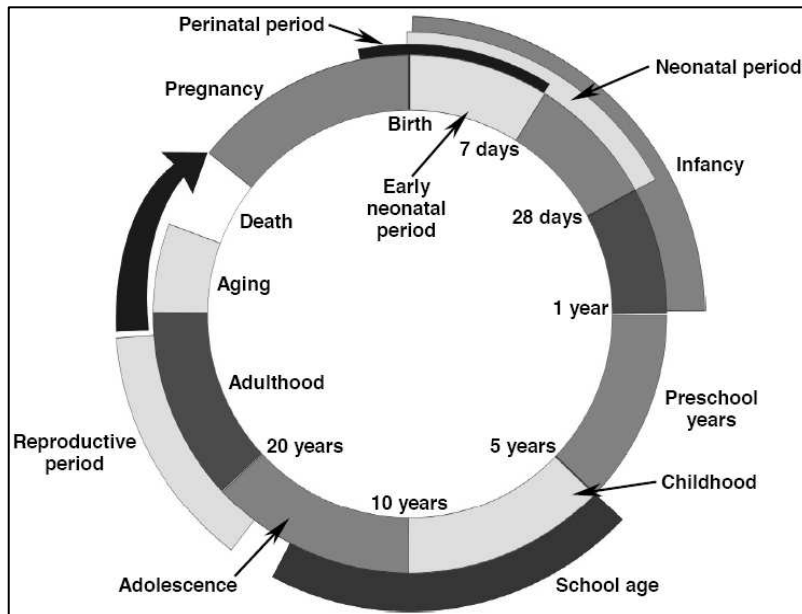 Perinatal period
Neonatal period
Pregnancy
Birth
7 days
Infancy
Early
neonatal
period
28 days
Death
Aging
1 year
Adulthood
Preschool
years
Reproductive
period
20 years
5 years
10 years
Childhood
Adolescence
School age